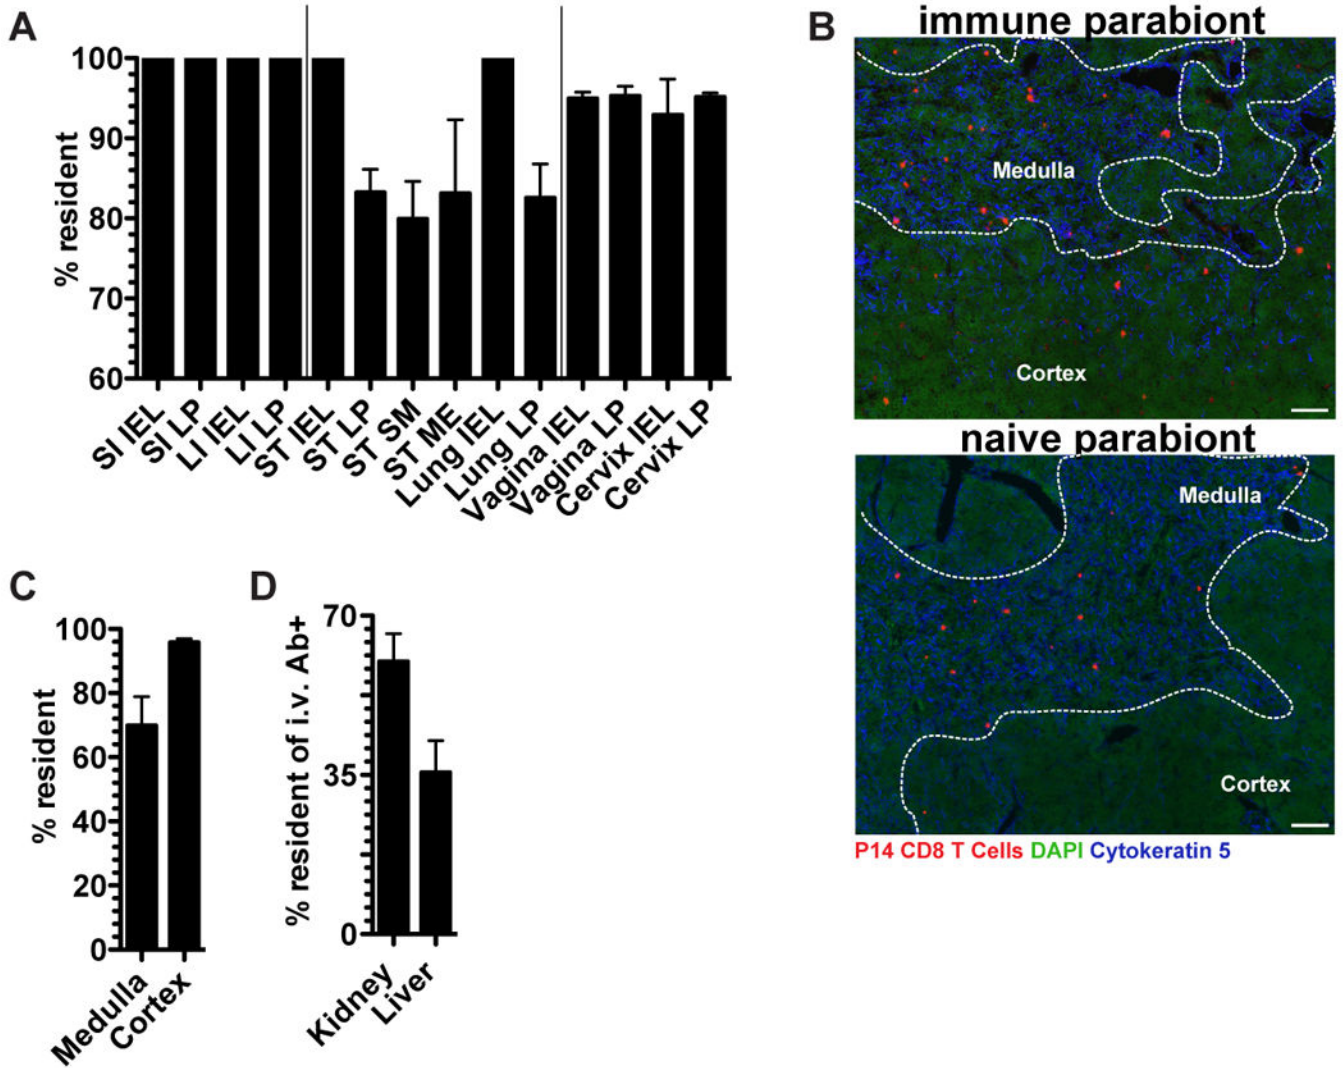 A
% resident
100
90
80
70
60
SI IEL
SI LP
LI IEL
LI LP
ST IEL
ST LP
ST SM
ST ME
Lung IEL
Lung LP
Vagina IEL
Vagina LP
Cervix IEL
Cervix LP
B
immune parabiont
Medulla
Cortex
naive parabiont
Medulla
Cortex
P14 CD8 T Cells DAPI Cytokeratin 5
C
% resident
100
80
60
40
20
0
Medulla
Cortex
D
% resident of i.v. Ab+
70
35
0
Kidney
Liver